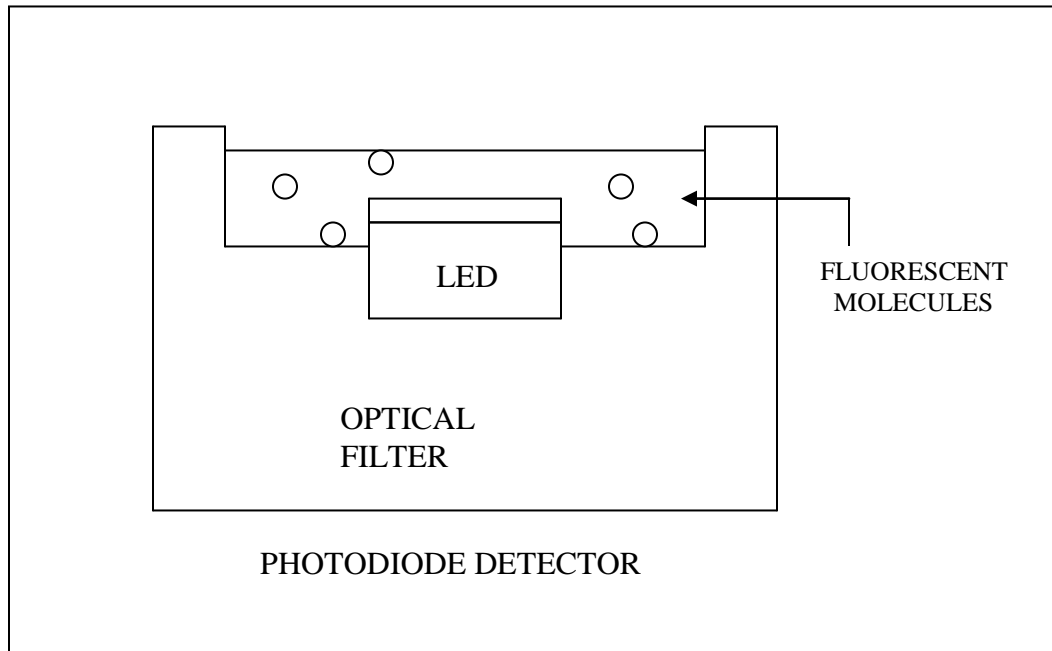 LED
FLUORESCENT
MOLECULES
OPTICAL
FILTER
PHOTODIODE DETECTOR